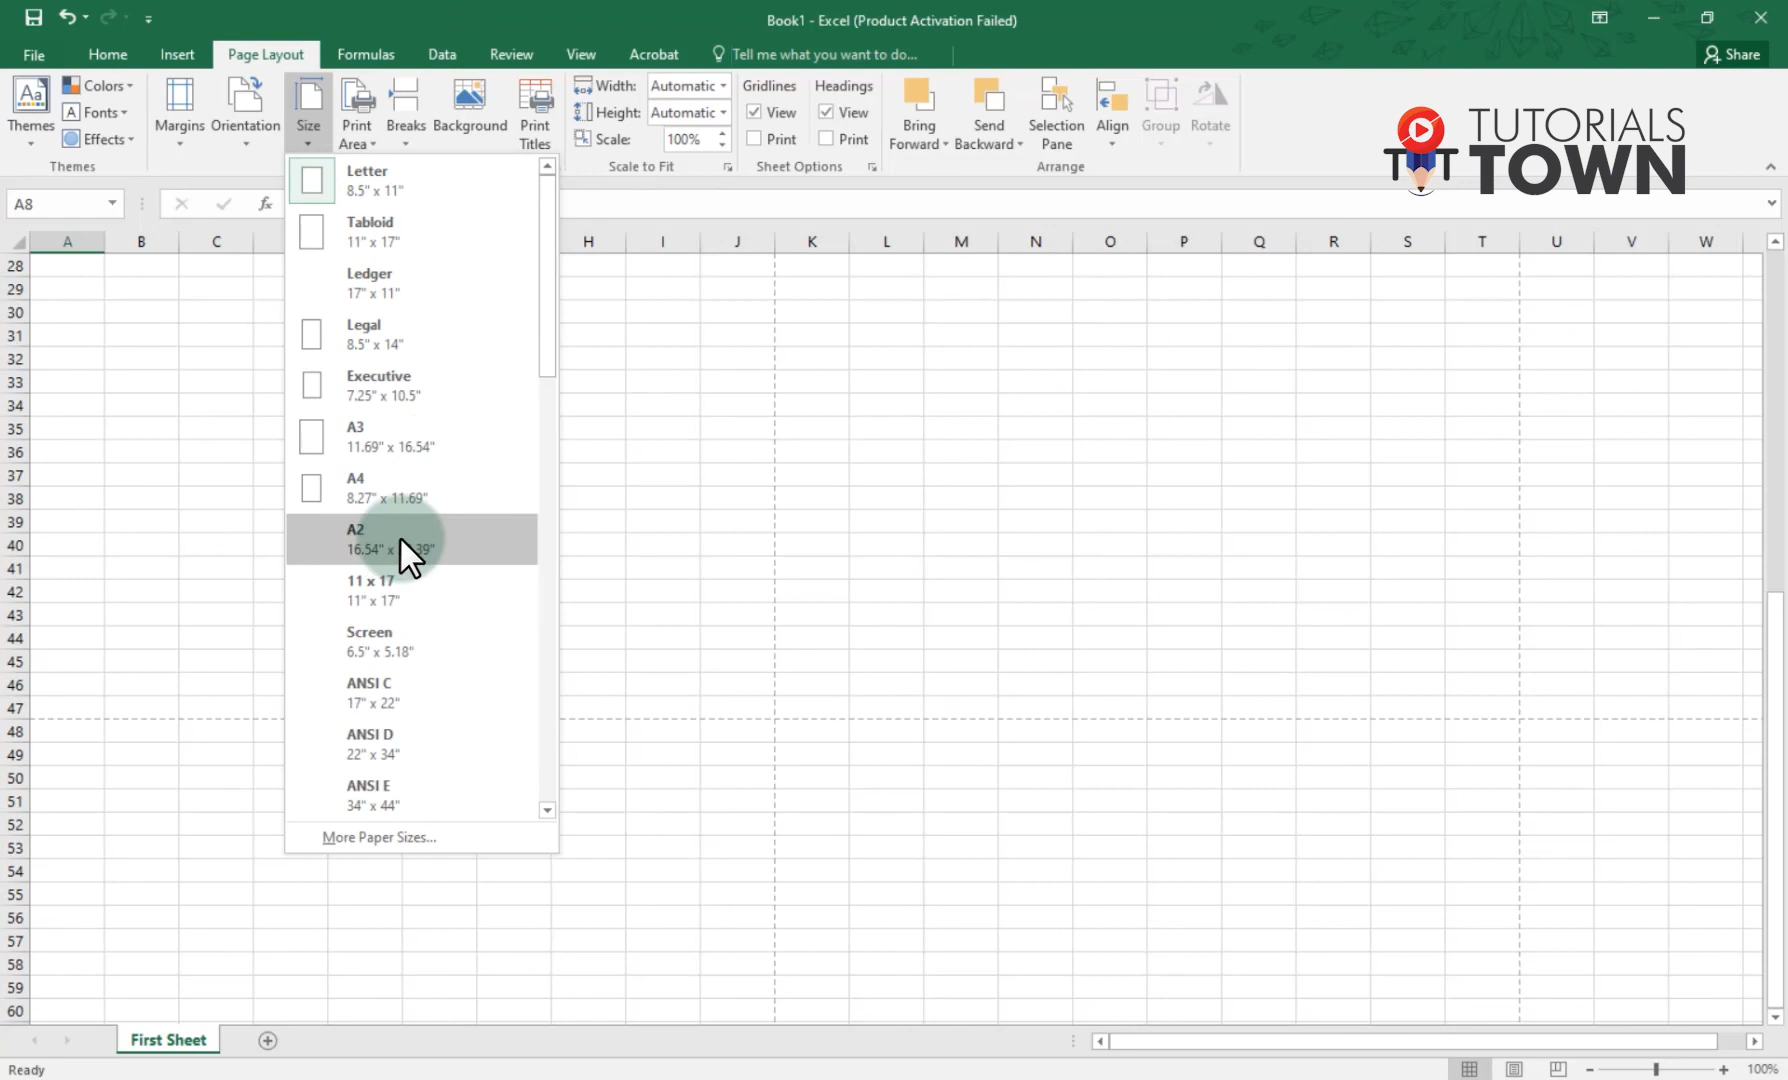 Book1 - Excel (Product Activation Failed)
File Home Insert Page Layout Formulas Data Review View Acrobat Tell me what you want to do... Share
Aa Themes Colors Fonts Effects Themes
A
Margins Orientation Size Print Area Breaks Background Print Titles
Width: Automatic
Height: Automatic
Scale: 100%
Scale to Fit
Gridlines Headings
View View
Print Print
Sheet Options
Bring Forward Send Backward Selection Pane Align Group Rotate
Arrange
TUTORIALS
TOWN
A8 fx
Letter
8.5" x 11"
Tabloid
11" x 17"
Ledger
17" x 11"
Legal
8.5" x 14"
Executive
7.25" x 10.5"
A3
11.69" x 16.54"
A4
8.27" x 11.69"
A2
16.54" x
11 x 17
11" x 17"
Screen
6.5" x 5.18"
ANSI C
17" x 22"
ANSI D
22" x 34"
ANSI E
34" x 44"
More Paper Sizes...
A B C H I J K L M N O P Q R S T U V W
28
29
30
31
32
33
34
35
36
37
38
39
40
41
42
43
44
45
46
47
48
49
50
51
52
53
54
55
56
57
58
59
60
First Sheet
Ready 100%